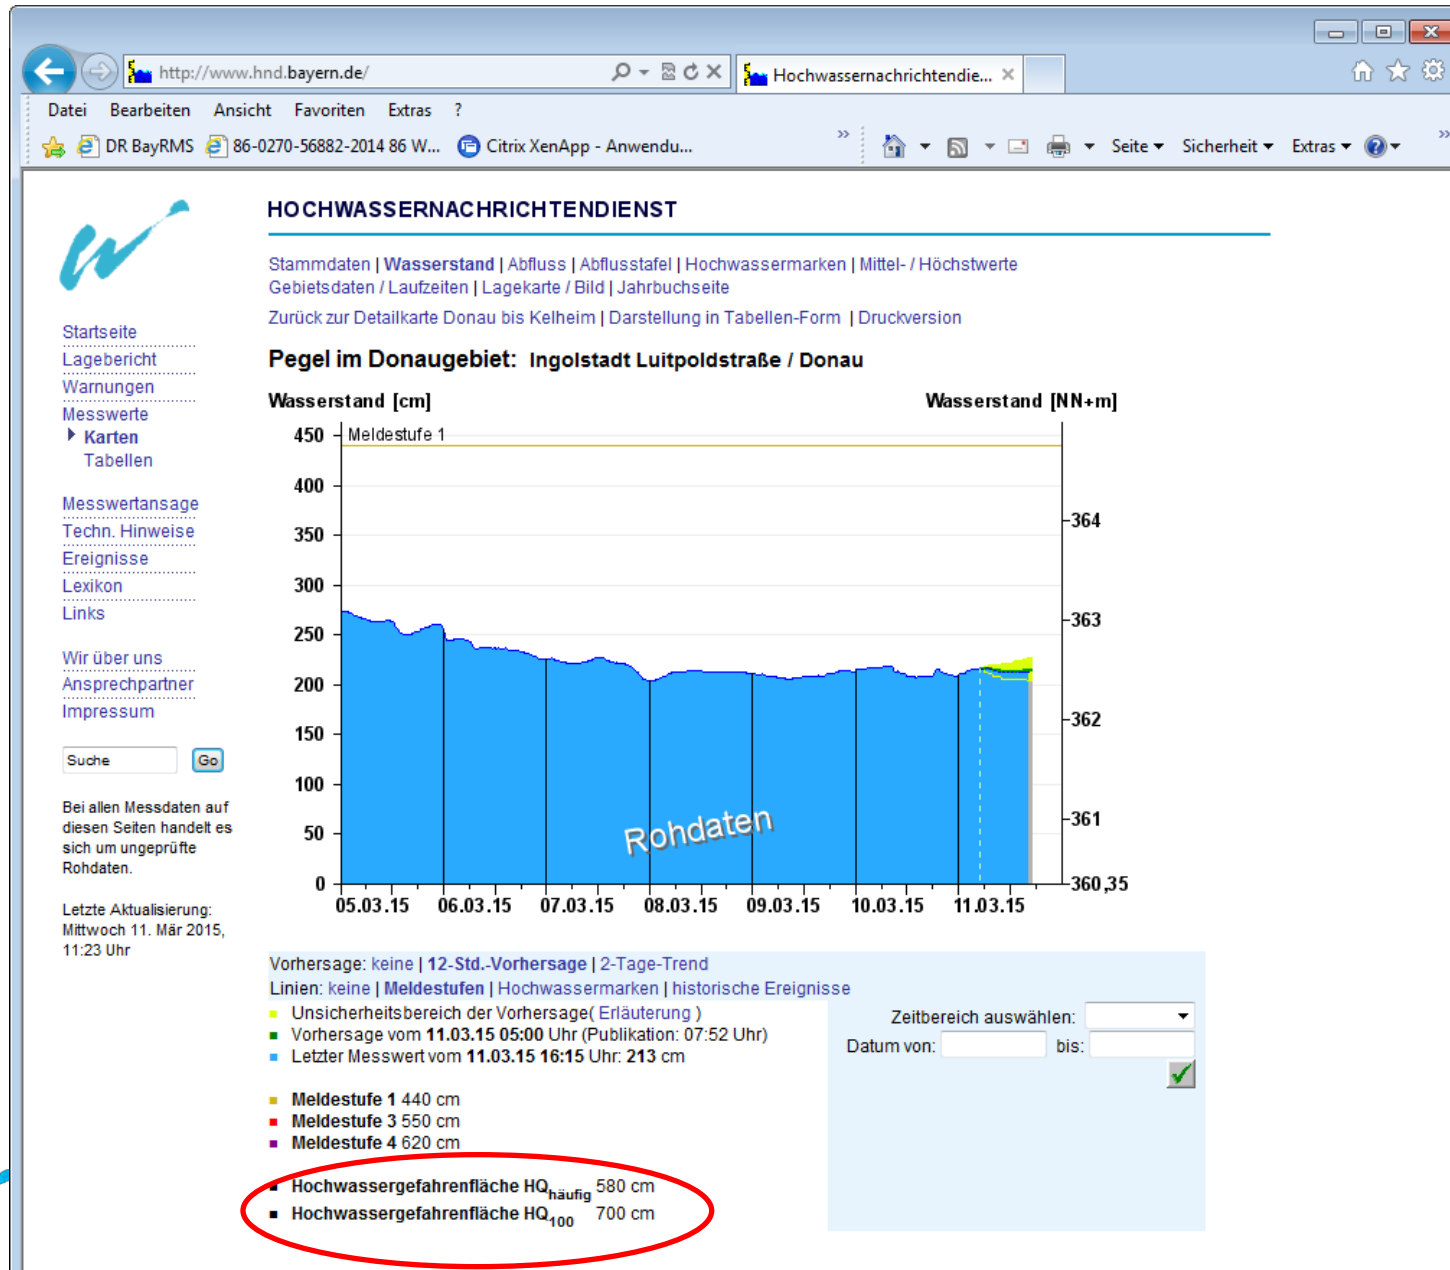 http://www.hnd.bayern.de/
Hochwassernachrichtendie...
Datei Bearbeiten Ansicht Favoriten Extras ?
DR BayRMS 86-0270-56882-2014 86 W... Citrix XenApp - Anwendu... » Seite Sicherheit Extras »
HOCHWASSERNACHRICHTENDIENST
Stammdaten | Wasserstand | Abfluss | Abflusstafel | Hochwassermarken | Mittel- / Höchstwerte
Gebietsdaten / Laufzeiten | Lagekarte / Bild | Jahrbuchseite
Zurück zur Detailkarte Donau bis Kelheim | Darstellung in Tabellen-Form | Druckversion
Startseite
Lagebericht
Warnungen
Messwerte
Karten
Tabellen
Messwertansage
Techn. Hinweise
Ereignisse
Lexikon
Links
Wir über uns
Ansprechpartner
Impressum
Suche Go
Bei allen Messdaten auf
diesen Seiten handelt es
sich um ungeprüfte
Rohdaten.
Letzte Aktualisierung:
Mittwoch 11. Mär 2015,
11:23 Uhr
Pegel im Donaugebiet: Ingolstadt Luitpoldstraße / Donau
Wasserstand [cm] Wasserstand [NN+m]
450 Meldestufe 1
400
350
300
250
200
150
100
50
0
364
363
362
361
360,35
Rohdaten
05.03.15 06.03.15 07.03.15 08.03.15 09.03.15 10.03.15 11.03.15
Vorhersage: keine | 12-Std.-Vorhersage | 2-Tage-Trend
Linien: keine | Meldestufen | Hochwassermarken | historische Ereignisse
Unsicherheitsbereich der Vorhersage( Erläuterung )
Vorhersage vom 11.03.15 05:00 Uhr (Publikation: 07:52 Uhr)
Letzter Messwert vom 11.03.15 16:15 Uhr: 213 cm
Meldestufe 1 440 cm
Meldestufe 3 550 cm
Meldestufe 4 620 cm
Hochwassergefahrenfläche HQhäufig 580 cm
Hochwassergefahrenfläche HQ100 700 cm
Zeitbereich auswählen:
Datum von: bis: